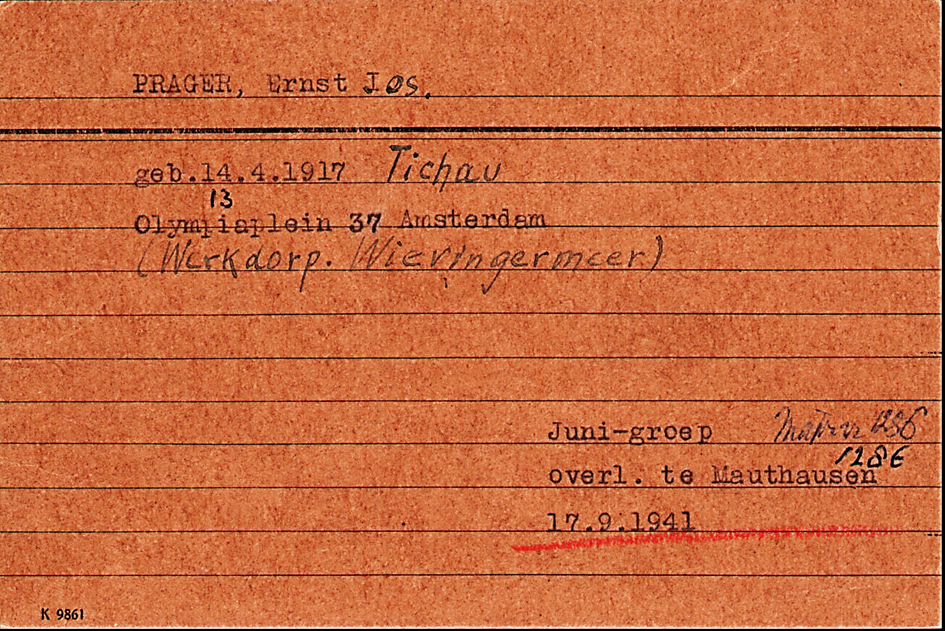 PRAGER, Ernst Jos.
geb.14.4.1917 Tichau
13
Olympiaplein 37 Amsterdam
(Werkdorp. Wieringermeer)
Juni-groep 1286
1286
overl. te Mauthausen
17.9.1941
K 9861